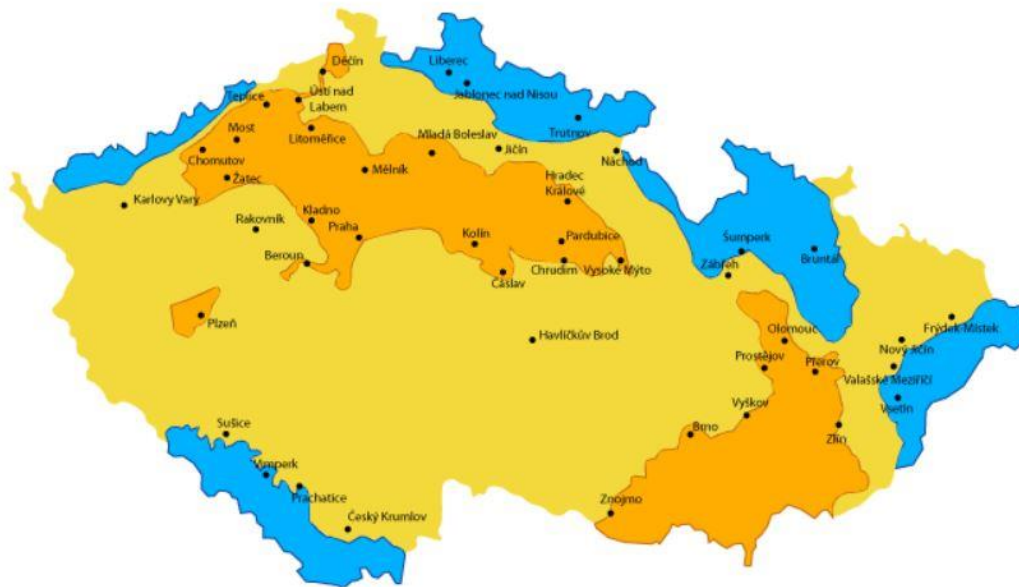 Děčín
Liberec
Jablonec nad Nisou
Ústí nad
Labem
Teplice
Trutnov
Most
Litoměřice
Mladá Boleslav
Jičín
Chomutov
Náchod
Mělník
Žatec
Hradec
Králové
Karlovy Vary
Rakovník
Kladno
Praha
Kolín
Pardubice
Šumperk
Bruntál
Beroun
Chrudim
Vysoké Mýto
Zábřeh
Čáslav
Plzeň
Havlíčkův Brod
Olomouc
Frýdek-Místek
Nový Jičín
Prostějov
Přerov
Valašské Meziříčí
Vsetín
Vyškov
Sušice
Brno
Zlín
Vimperk
Prachatice
Znojmo
Český Krumlov